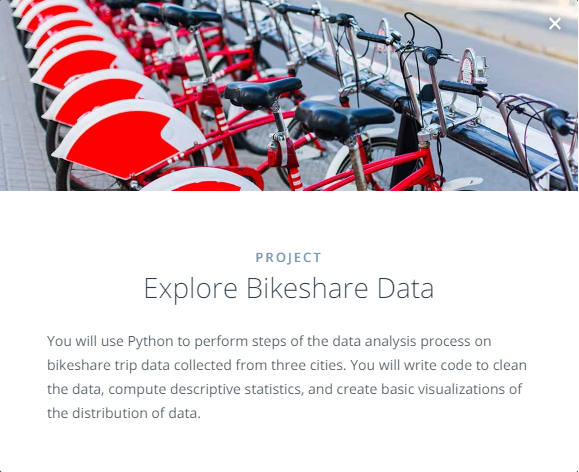 PROJECT
Explore Bikeshare Data
You will use Python to perform steps of the data analysis process on
bikeshare trip data collected from three cities. You will write code to clean
the data, compute descriptive statistics, and create basic visualizations of
the distribution of data.